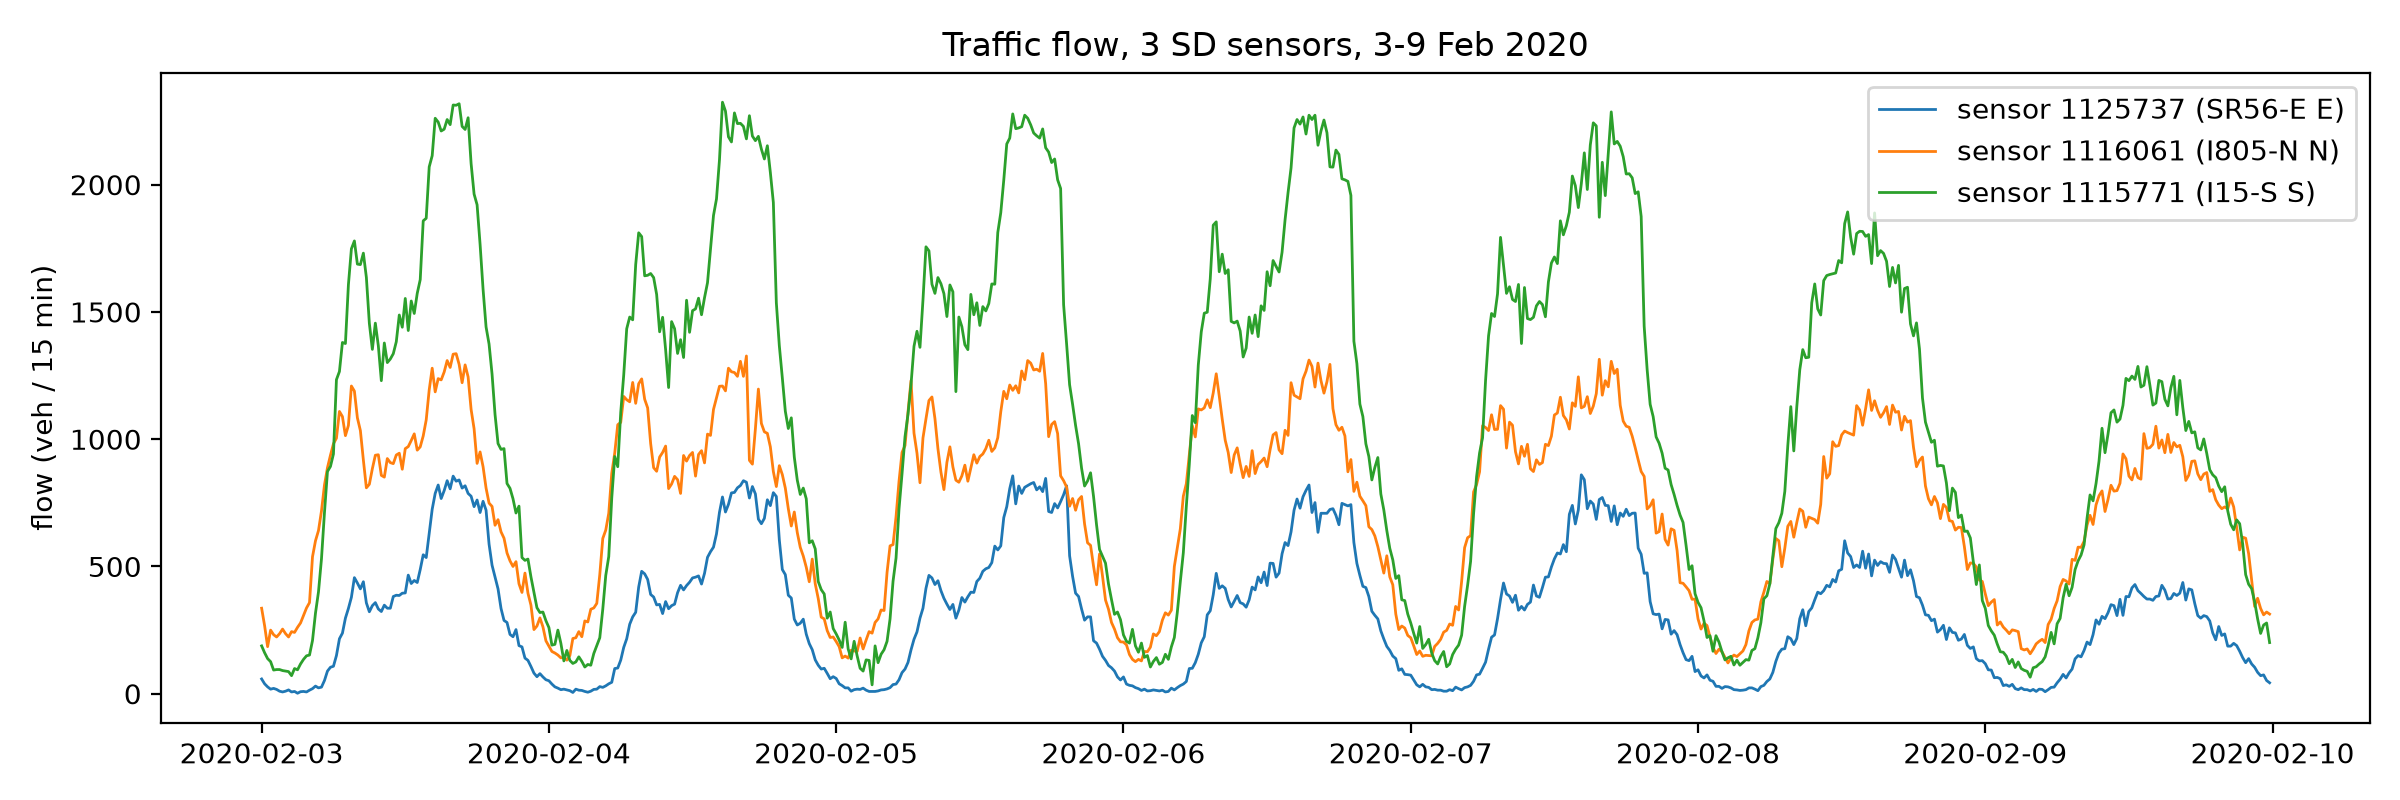 Traffic flow, 3 SD sensors, 3-9 Feb 2020
sensor 1125737 (SR56-E E)
sensor 1116061 (I805-N N)
sensor 1115771 (I15-S S)
flow (veh / 15 min)
2000
1500
1000
500
0
2020-02-03 2020-02-04 2020-02-05 2020-02-06 2020-02-07 2020-02-08 2020-02-09 2020-02-10